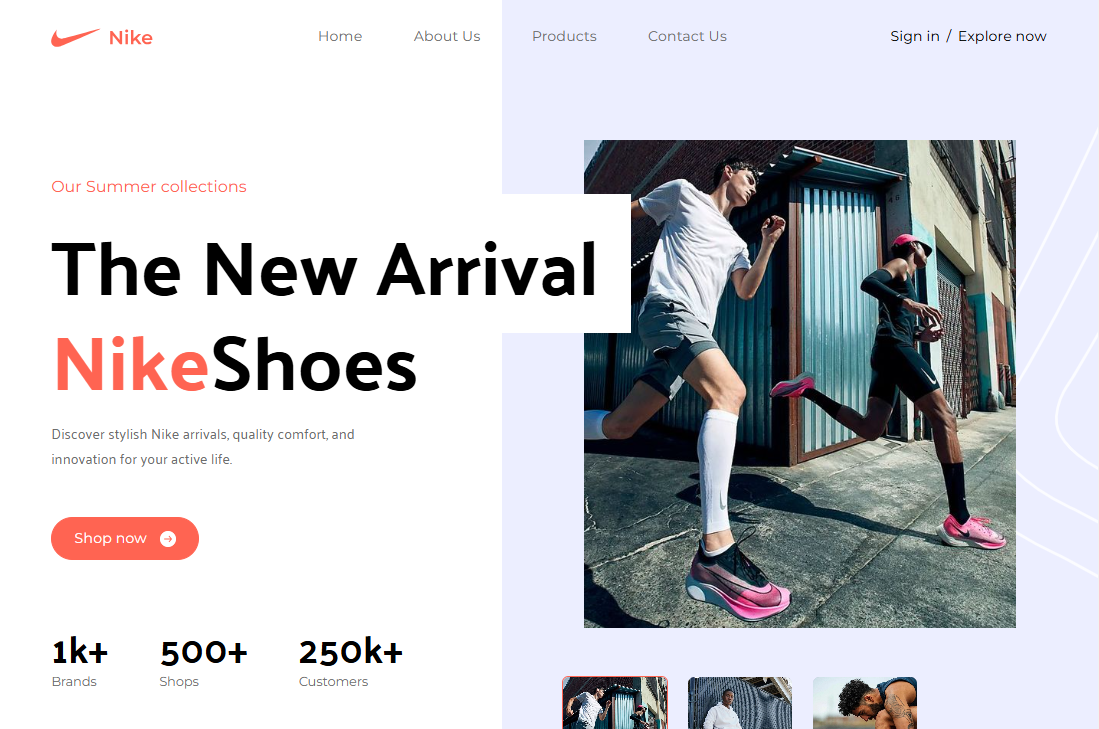 Nike
Home
About Us
Products
Contact Us
Sign in / Explore now
Our Summer collections
The New Arrival
NikeShoes
Discover stylish Nike arrivals, quality comfort, and
innovation for your active life.
Shop now
1k+
Brands
500+
Shops
250k+
Customers